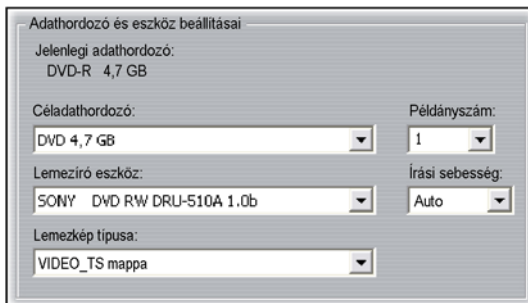 Adathordozó és eszköz beállításai
Jelenlegi adathordozó:
DVD-R 4,7 GB
Céladathordozó: Példányszám:
DVD 4,7 GB 1
Lemezíró eszköz: Írási sebesség:
SONY DVD RW DRU-510A 1.0b Auto
Lemezkép típusa:
VIDEO_TS mappa